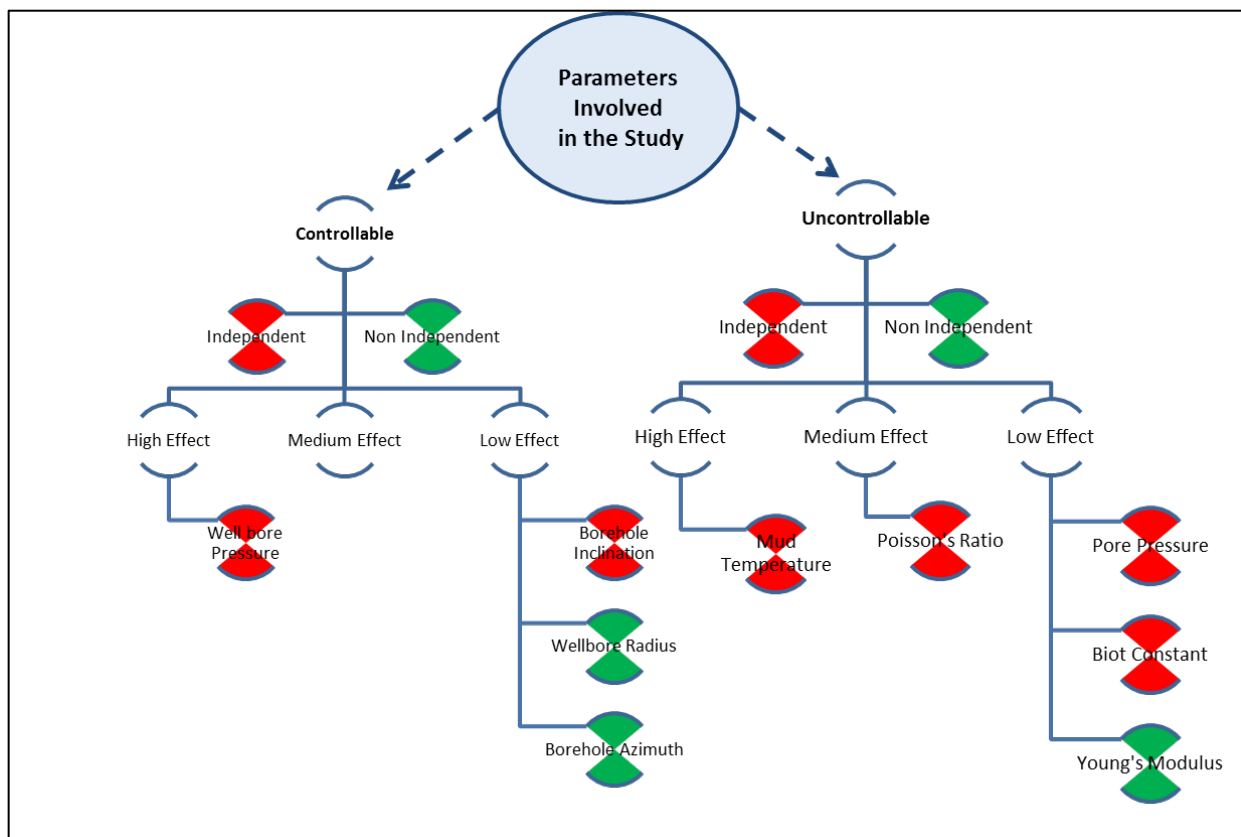 Parameters
Involved
in the Study
Controllable
Uncontrollable
Independent
Non Independent
Independent
Non Independent
High Effect
Medium Effect
Low Effect
High Effect
Medium Effect
Low Effect
Well bore
Pressure
Borehole
Inclination
Wellbore Radius
Borehole Azimuth
Mud
Temperature
Poisson's Ratio
Pore Pressure
Biot Constant
Young's Modulus